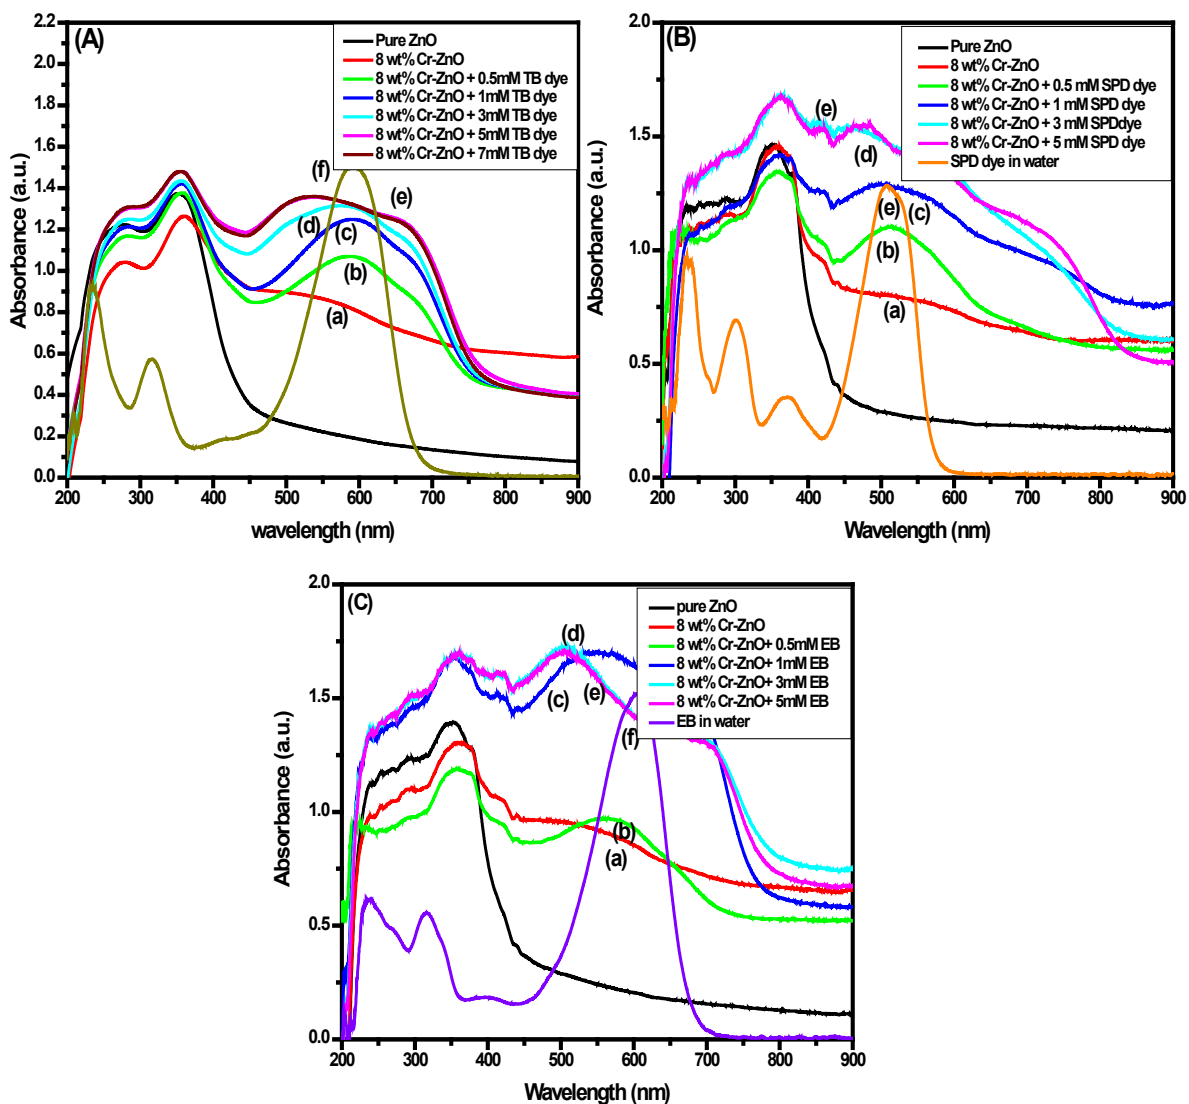 (A)
Pure ZnO
8 wt% Cr-ZnO
8 wt% Cr-ZnO + 0.5mM TB dye
8 wt% Cr-ZnO + 1mM TB dye
8 wt% Cr-ZnO + 3mM TB dye
8 wt% Cr-ZnO + 5mM TB dye
8 wt% Cr-ZnO + 7mM TB dye
2.2
2.0
1.8
1.6
1.4
1.2
1.0
0.8
0.6
0.4
0.2
0.0
Absorbance (a.u.)
(f)
(e)
(d)
(c)
(b)
(a)
200 300 400 500 600 700 800 900
wavelength (nm)
(B)
Pure ZnO
8 wt% Cr-ZnO
8 wt% Cr-ZnO + 0.5 mM SPD dye
8 wt% Cr-ZnO + 1 mM SPD dye
8 wt% Cr-ZnO + 3 mM SPDdye
8 wt% Cr-ZnO + 5 mM SPD dye
SPD dye in water
2.0
1.5
1.0
0.5
0.0
Absorbance (a.u.)
(e)
(d)
(e)
(c)
(b)
(a)
200 300 400 500 600 700 800 900
Wavelength (nm)
(C)
pure ZnO
8 wt% Cr-ZnO
8 wt% Cr-ZnO+ 0.5mM EB
8 wt% Cr-ZnO+ 1mM EB
8 wt% Cr-ZnO+ 3mM EB
8 wt% Cr-ZnO+ 5mM EB
EB in water
2.0
1.5
1.0
0.5
0.0
Absorbance (a.u.)
(d)
(c)
(e)
(f)
(b)
(a)
200 300 400 500 600 700 800 900
Wavelength (nm)